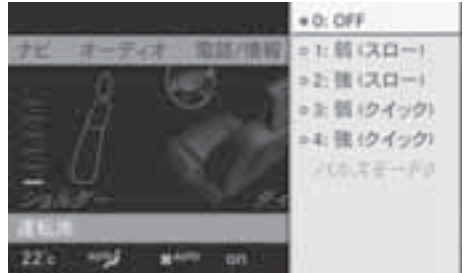 ●0: OFF
ナビ オーディオ 電話/情報
○1: 弱 (スロー)
○2: 強 (スロー)
○3: 弱 (クイック)
○4: 強 (クイック)
パルスモードの
ショルダー
運転席
22℃ AUTO AUTO on